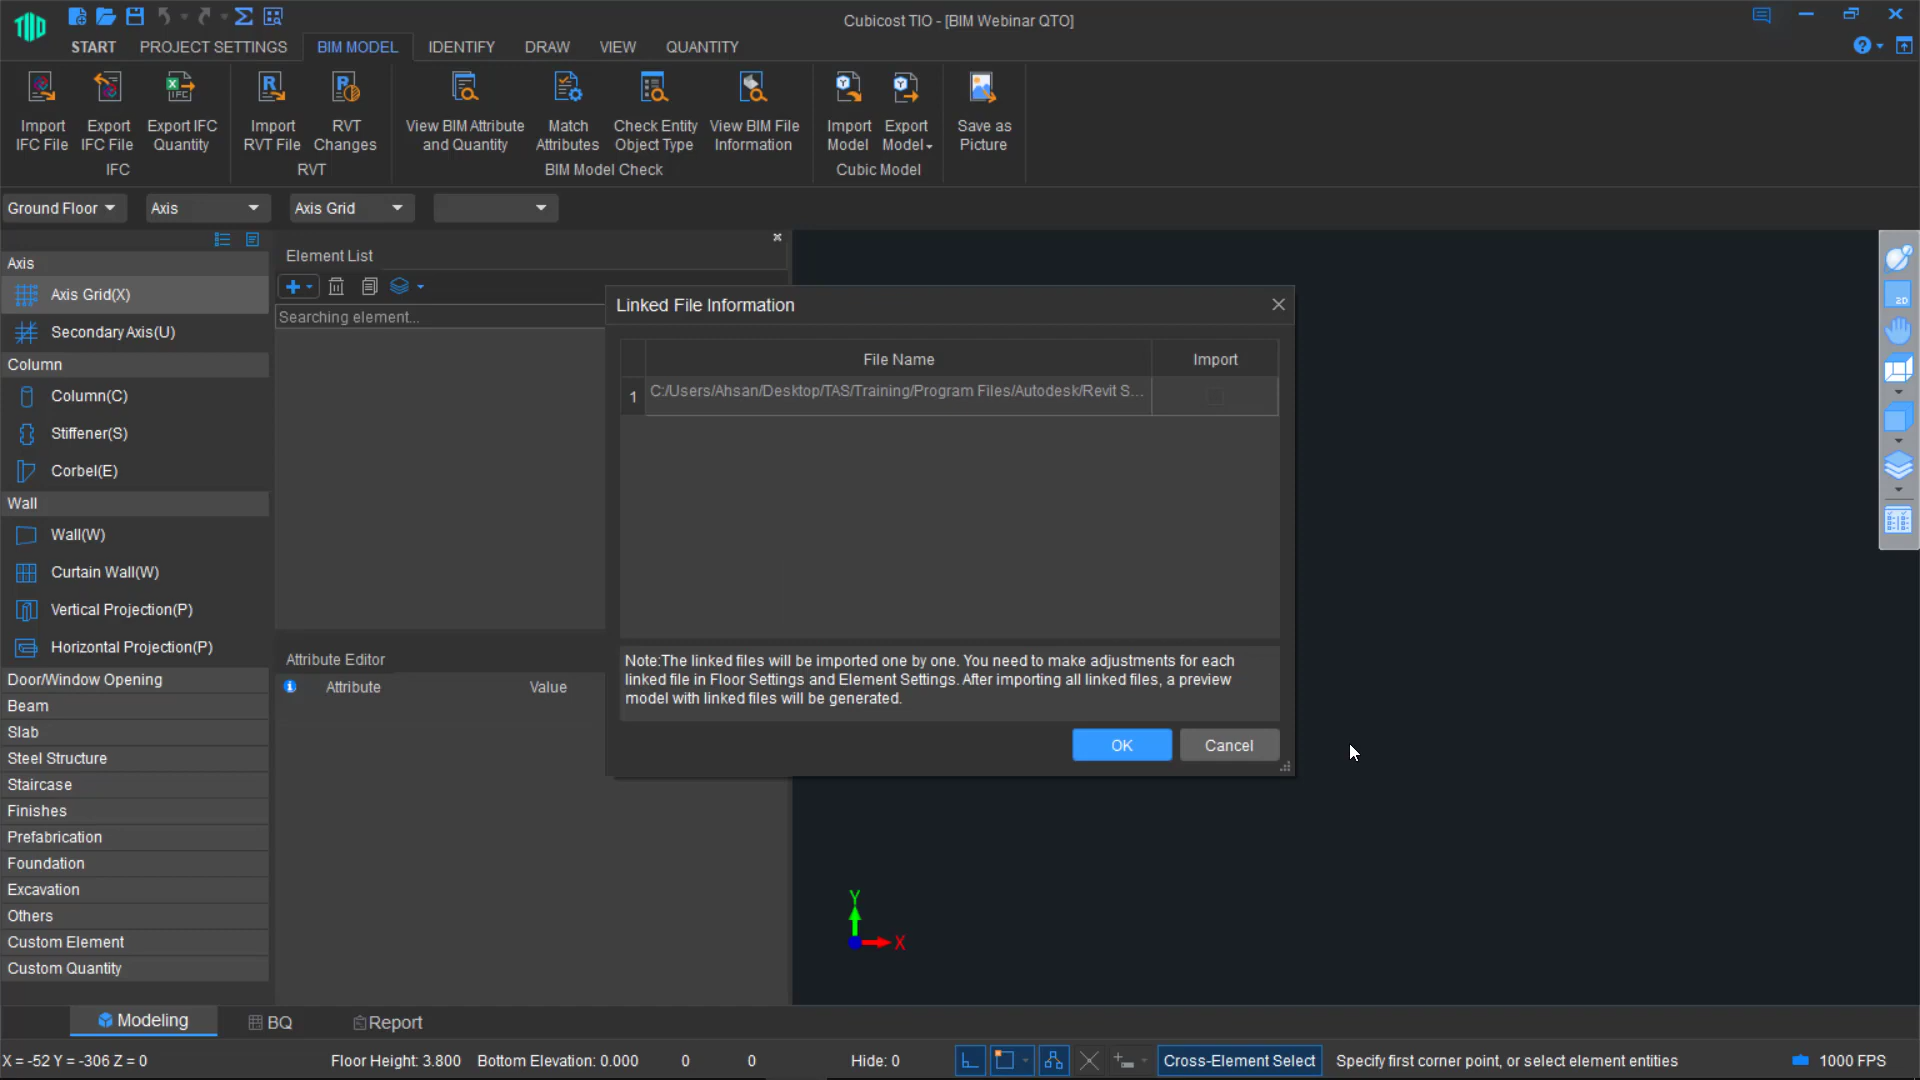 Cubicost TIO - [BIM Webinar QTO]
START PROJECT SETTINGS BIM MODEL IDENTIFY DRAW VIEW QUANTITY
Import IFC File
Export IFC File
Export IFC Quantity
IFC
Import RVT File
RVT Changes
RVT
View BIM Attribute and Quantity
Match Attributes
Check Entity Object Type
View BIM File Information
BIM Model Check
Import Model
Export Model
Cubic Model
Save as Picture
Ground Floor Axis Axis Grid
Axis
Axis Grid(X)
Secondary Axis(U)
Column
Column(C)
Stiffener(S)
Corbel(E)
Wall
Wall(W)
Curtain Wall(W)
Vertical Projection(P)
Horizontal Projection(P)
Door/Window Opening
Beam
Slab
Steel Structure
Staircase
Finishes
Prefabrication
Foundation
Excavation
Others
Custom Element
Custom Quantity
Element List
Searching element...
Attribute Editor
Attribute Value
Linked File Information
File Name Import
1 C:/Users/Ahsan/Desktop/TAS/Training/Program Files/Autodesk/Revit S...
Note:The linked files will be imported one by one. You need to make adjustments for each
linked file in Floor Settings and Element Settings. After importing all linked files, a preview
model with linked files will be generated.
OK Cancel
2D
Y
X
Modeling BQ Report
X = -52 Y = -306 Z = 0 Floor Height: 3.800 Bottom Elevation: 0.000 0 0 Hide: 0 Cross-Element Select Specify first corner point, or select element entities 1000 FPS